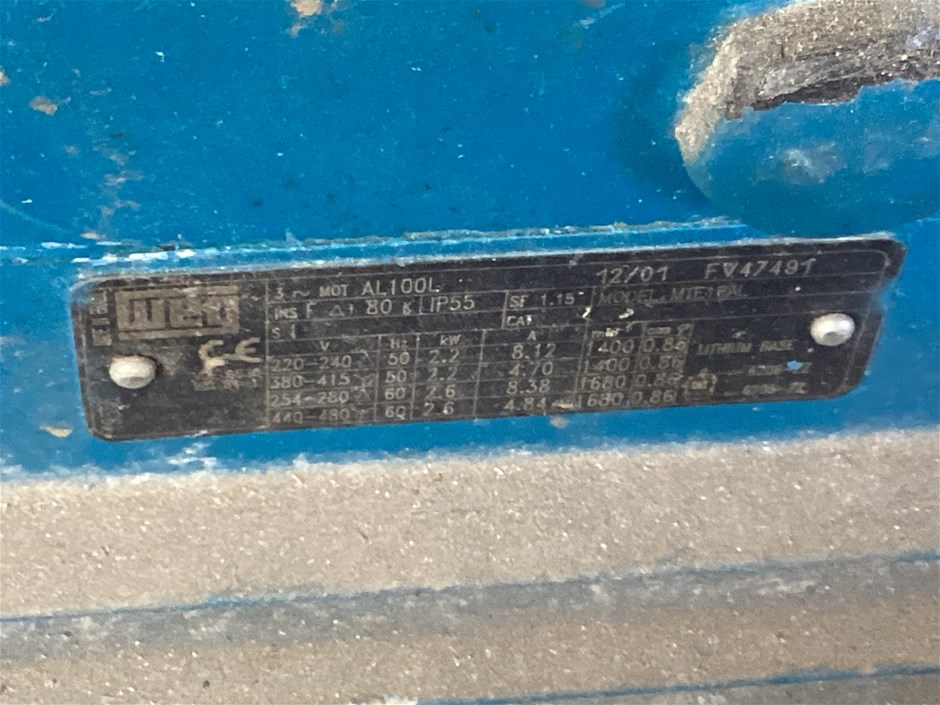 WEG
3 ~ MOT AL100L 12/01 FV47491
INS F Δt 80 K IP55 SF 1.15 MODEL
S1 CAT
V Hz kW A
220-240 50 2.2 8.12 1400 0.86
380-415 50 2.2 4.70 1400 0.86
254-280 60 2.6 8.38 1680 0.86
440-480 60 2.6 4.84 1680 0.86
CE
LITHIUM BASE